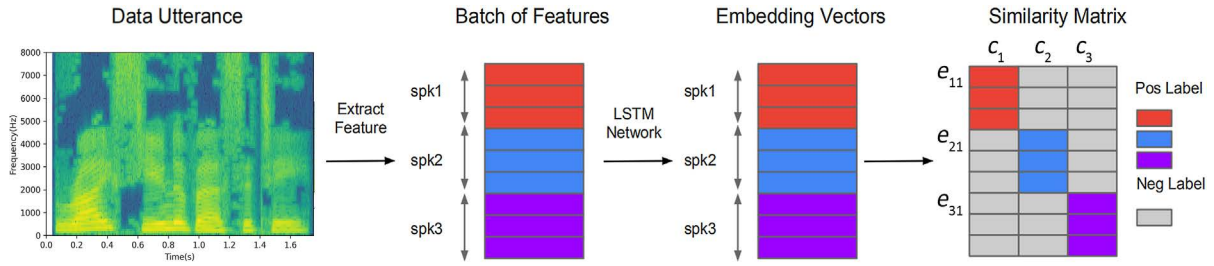 Data Utterance
Batch of Features
Embedding Vectors
Similarity Matrix
8000
7000
6000
5000
4000
3000
2000
1000
0
Frequency(Hz)
0.0 0.2 0.4 0.6 0.8 1.0 1.2 1.4 1.6
Time(s)
Extract
Feature
spk1
spk2
spk3
LSTM
Network
spk1
spk2
spk3
c1 c2 c3
e11
e21
e31
Pos Label
Neg Label